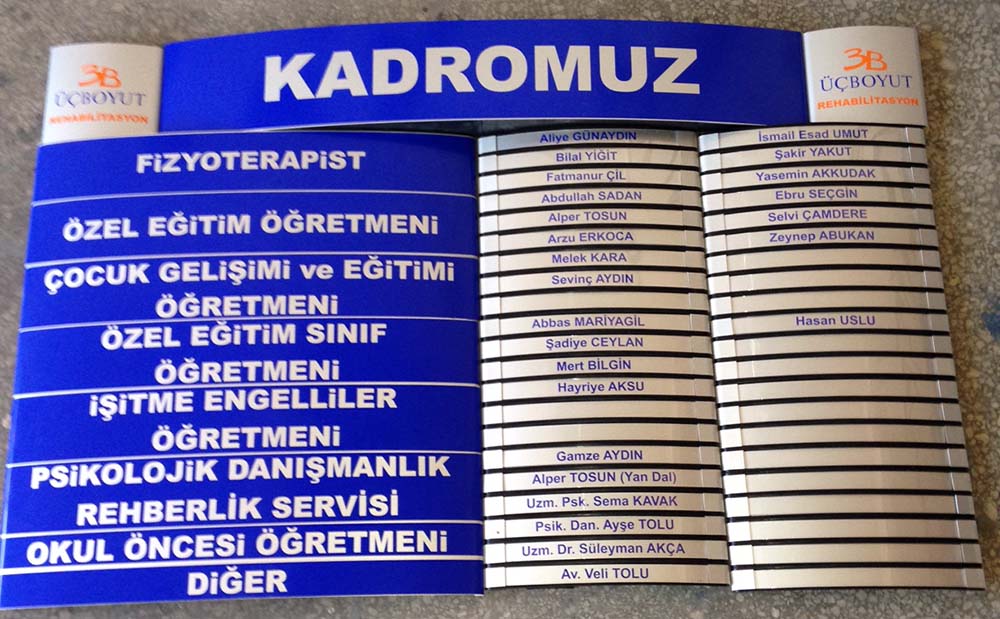 3B
ÜÇBOYUT
REHABİLİTASYON
KADROMUZ
3B
ÜÇBOYUT
REHABİLİTASYON
FİZYOTERAPİST
ÖZEL EĞİTİM ÖĞRETMENİ
ÇOCUK GELİŞİMİ ve EĞİTİMİ
ÖĞRETMENİ
ÖZEL EĞİTİM SINIF
ÖĞRETMENİ
İŞİTME ENGELLİLER
ÖĞRETMENİ
PSİKOLOJİK DANIŞMANLIK
REHBERLİK SERVİSİ
OKUL ÖNCESİ ÖĞRETMENİ
DİĞER
Aliye GÜNAYDIN
Bilal YİĞİT
Fatmanur ÇİL
Abdullah SADAN
Alper TOSUN
Arzu ERKOCA
Melek KARA
Sevinç AYDIN
Abbas MARİYAGİL
Şadiye CEYLAN
Mert BİLGİN
Hayriye AKSU
Gamze AYDIN
Alper TOSUN (Yan Dal)
Uzm. Psk. Sema KAVAK
Psik. Dan. Ayşe TOLU
Uzm. Dr. Süleyman AKÇA
Av. Veli TOLU
İsmail Esad UMUT
Şakir YAKUT
Yasemin AKKUDAK
Ebru SEÇGİN
Selvi ÇAMDERE
Zeynep ABUKAN
Hasan USLU